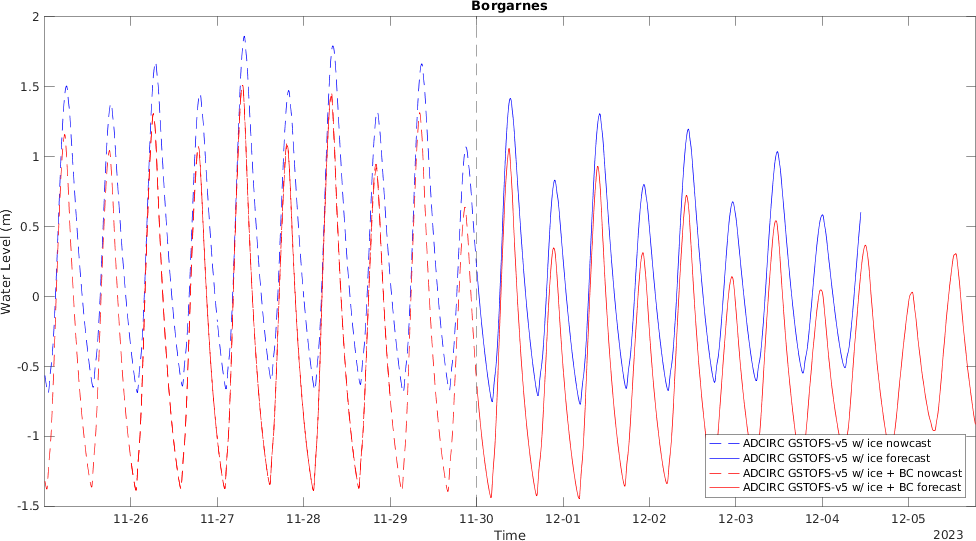 Borgarnes
2
1.5
1
0.5
0
-0.5
-1
-1.5
Water Level (m)
ADCIRC GSTOFS-v5 w/ ice nowcast
ADCIRC GSTOFS-v5 w/ ice forecast
ADCIRC GSTOFS-v5 w/ ice + BC nowcast
ADCIRC GSTOFS-v5 w/ ice + BC forecast
11-26 11-27 11-28 11-29 11-30 12-01 12-02 12-03 12-04 12-05
Time
2023